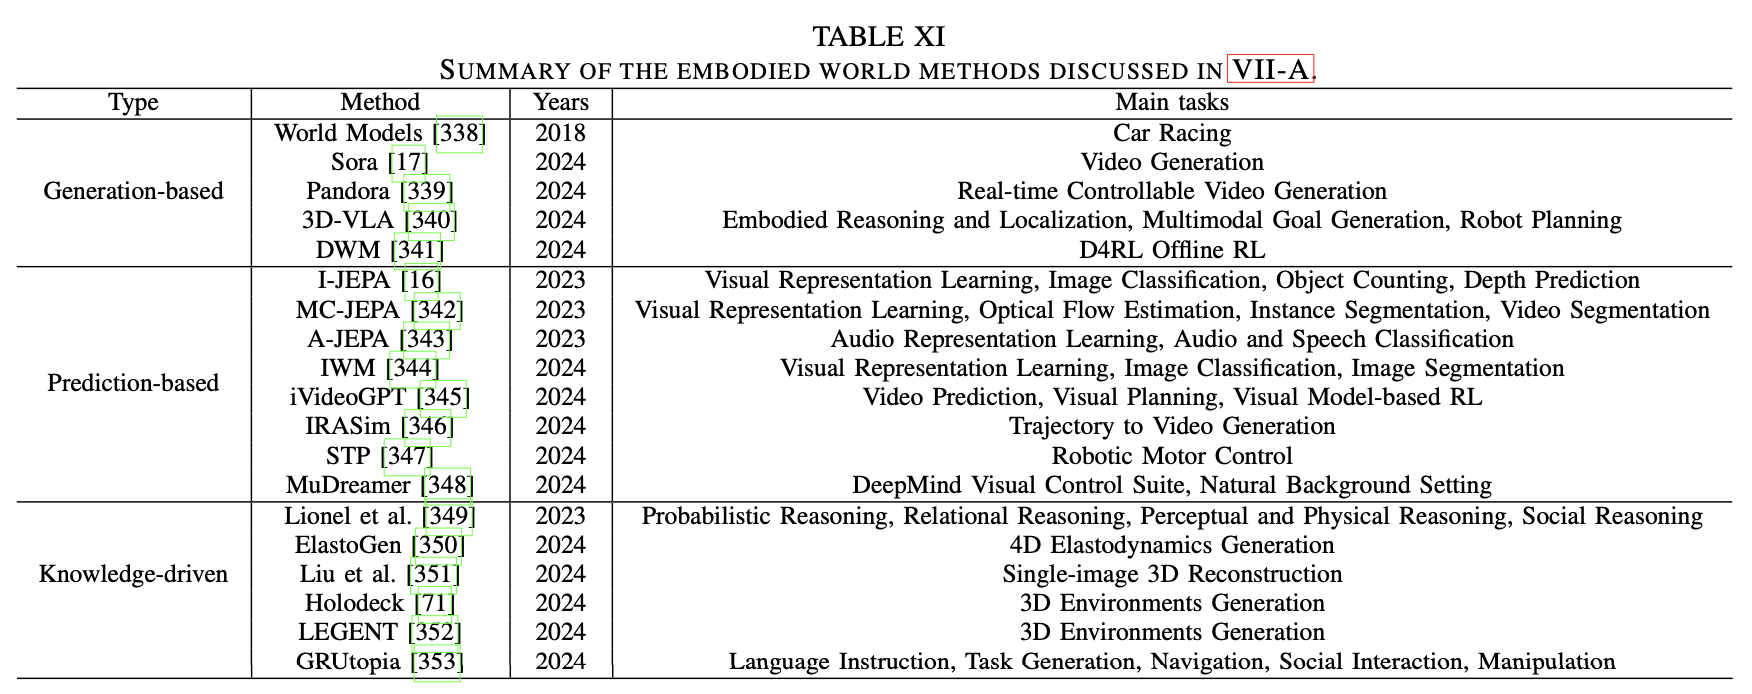 TABLE XI
SUMMARY OF THE EMBODIED WORLD METHODS DISCUSSED IN VII-A.
Type Method Years Main tasks
Generation-based
World Models [338] 2018 Car Racing
Sora [17] 2024 Video Generation
Pandora [339] 2024 Real-time Controllable Video Generation
3D-VLA [340] 2024 Embodied Reasoning and Localization, Multimodal Goal Generation, Robot Planning
DWM [341] 2024 D4RL Offline RL
Prediction-based
I-JEPA [16] 2023 Visual Representation Learning, Image Classification, Object Counting, Depth Prediction
MC-JEPA [342] 2023 Visual Representation Learning, Optical Flow Estimation, Instance Segmentation, Video Segmentation
A-JEPA [343] 2023 Audio Representation Learning, Audio and Speech Classification
IWM [344] 2024 Visual Representation Learning, Image Classification, Image Segmentation
iVideoGPT [345] 2024 Video Prediction, Visual Planning, Visual Model-based RL
IRASim [346] 2024 Trajectory to Video Generation
STP [347] 2024 Robotic Motor Control
MuDreamer [348] 2024 DeepMind Visual Control Suite, Natural Background Setting
Knowledge-driven
Lionel et al. [349] 2023 Probabilistic Reasoning, Relational Reasoning, Perceptual and Physical Reasoning, Social Reasoning
ElastoGen [350] 2024 4D Elastodynamics Generation
Liu et al. [351] 2024 Single-image 3D Reconstruction
Holodeck [71] 2024 3D Environments Generation
LEGENT [352] 2024 3D Environments Generation
GRUtopia [353] 2024 Language Instruction, Task Generation, Navigation, Social Interaction, Manipulation